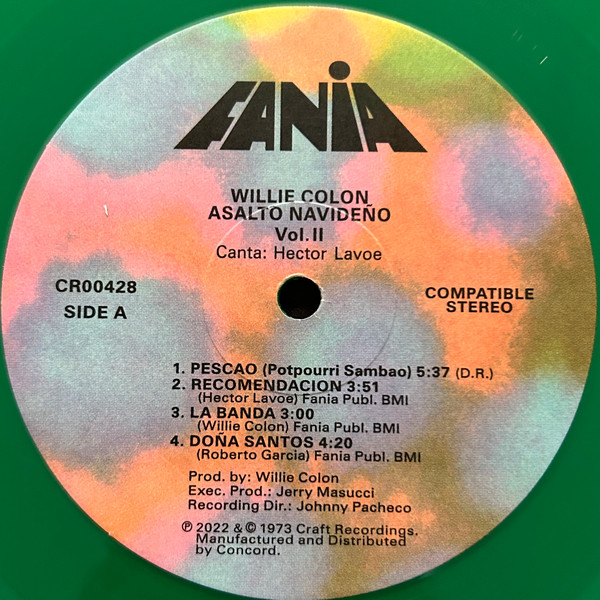 FANIA
WILLIE COLON
ASALTO NAVIDEÑO
Vol. II
Canta: Hector Lavoe
CR00428
SIDE A
COMPATIBLE
STEREO
1. PESCAO (Potpourri Sambao) 5:37 (D.R.)
2. RECOMENDACION 3:51
(Hector Lavoe) Fania Publ. BMI
3. LA BANDA 3:00
(Willie Colon) Fania Publ. BMI
4. DOÑA SANTOS 4:20
(Roberto Garcia) Fania Publ. BMI
Prod. by: Willie Colon
Exec. Prod.: Jerry Masucci
Recording Dir.: Johnny Pacheco
℗ 2022 & © 1973 Craft Recordings.
Manufactured and Distributed
by Concord.